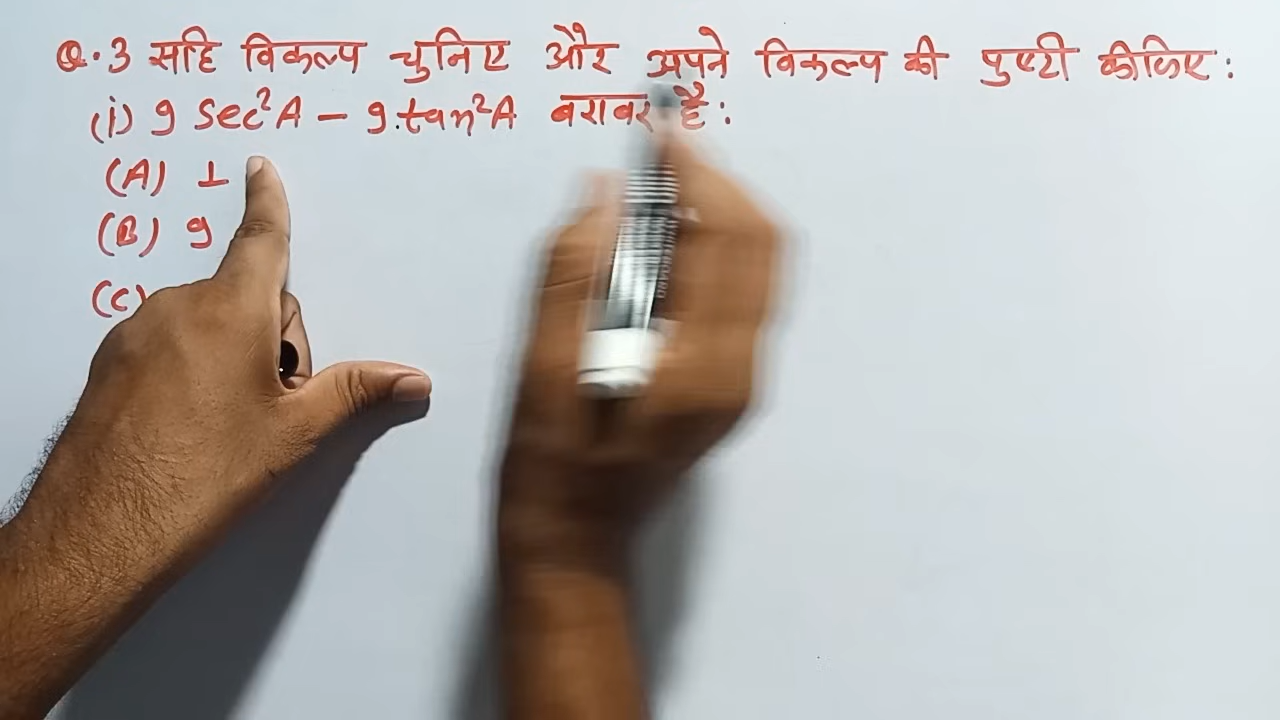 Q.3 सहि विकल्प चुनिए और अपने विकल्प की पुष्टी कीजिए:
(i) 9 sec²A - 9.tan²A बराबर है:
(A) 1
(B) 9
(C)